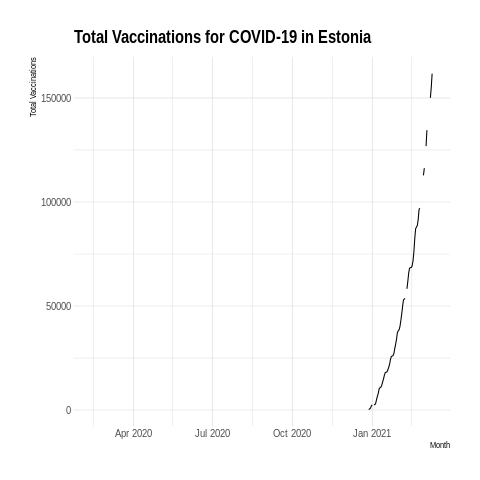 Total Vaccinations for COVID-19 in Estonia
Total Vaccinations
150000
100000
50000
0
Apr 2020
Jul 2020
Oct 2020
Jan 2021
Month